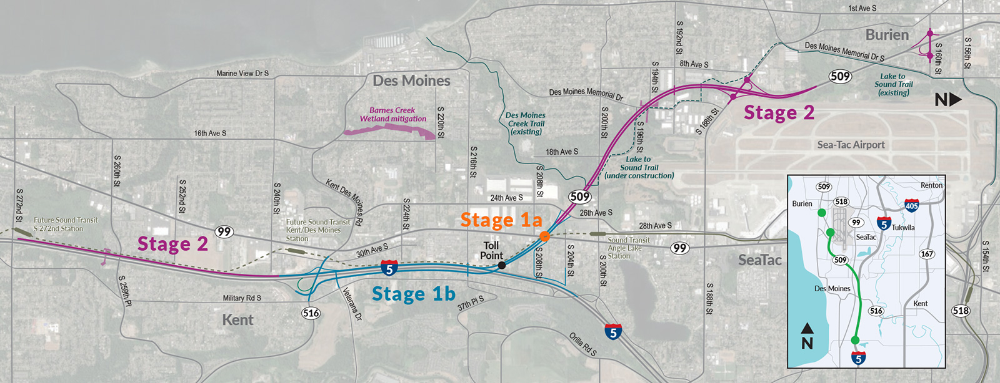 1st Ave S
Burien
S 192nd St
S 160th St
S 156th St
Des Moines Memorial Dr S
8th Ave S
S 194th St
509
Lake to
Sound Trail
(existing)
N
Marine View Dr S
Des Moines
Des Moines Memorial Dr
Barnes Creek
Wetland mitigation
S 220th St
Des Moines
Creek Trail
(existing)
S 200th St
S 196th St
S 188th St
Stage 2
16th Ave S
Sea-Tac Airport
18th Ave S
S 216th St
S 208th St
Lake to
Sound Trail
(under construction)
S 260th St
S 252nd St
S 240th St
Kent Des Moines Rd
S 272nd St
S 224th St
24th Ave S
509
26th Ave S
28th Ave S
Future Sound Transit
S 272nd Station
Future Sound Transit
Kent/Des Moines
Station
Stage 1a
99
Stage 2
30th Ave S
Toll
Point
Sound Transit
Angle Lake
Station
99
SeaTac
S 208th St
S 204th St
S 200th St
S 154th St
5
Stage 1b
S 259th Pl
Military Rd S
Veterans Dr
37th Pl S
S 188th St
516
518
Kent
5
Orilla Rd S
509
Renton
Burien
518
405
99
5
Tukwila
SeaTac
509
167
Des Moines
Kent
516
N
5